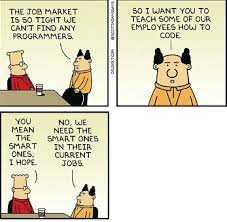 THE JOB MARKET
IS SO TIGHT WE
CAN'T FIND ANY
PROGRAMMERS.
SO I WANT YOU TO
TEACH SOME OF OUR
EMPLOYEES HOW TO
CODE.
YOU
MEAN
THE
SMART
ONES,
I HOPE.
NO, WE
NEED THE
SMART ONES
IN THEIR
CURRENT
JOBS.